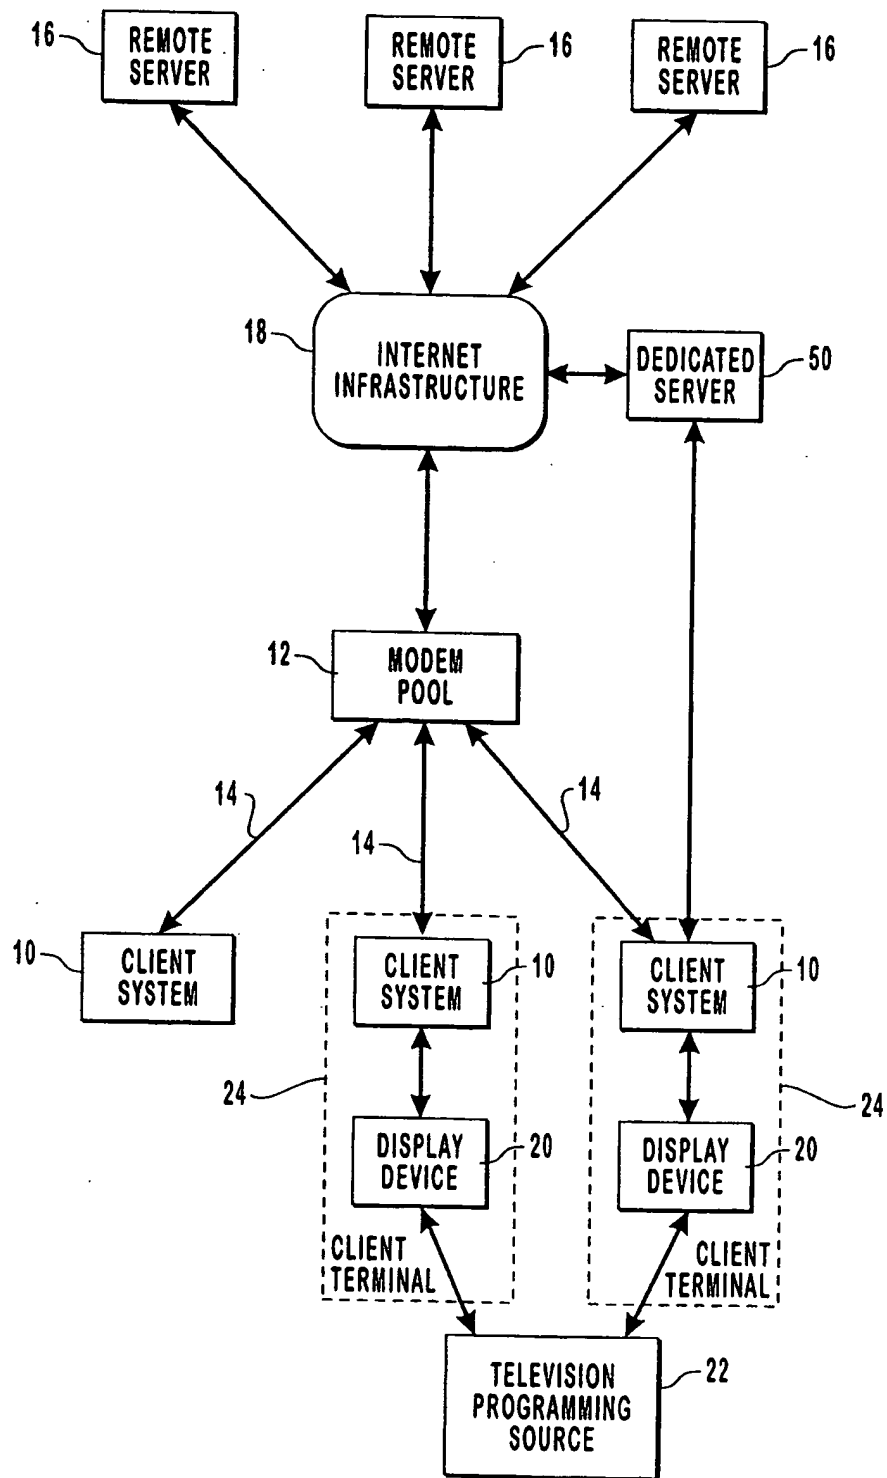 16
REMOTE
SERVER
REMOTE
SERVER
16
REMOTE
SERVER
16
18
INTERNET
INFRASTRUCTURE
DEDICATED
SERVER
50
12
MODEM
POOL
14
14
14
10
CLIENT
SYSTEM
CLIENT
SYSTEM
10
CLIENT
SYSTEM
10
24
24
DISPLAY
DEVICE
20
DISPLAY
DEVICE
20
CLIENT
TERMINAL
CLIENT
TERMINAL
TELEVISION
PROGRAMMING
SOURCE
22